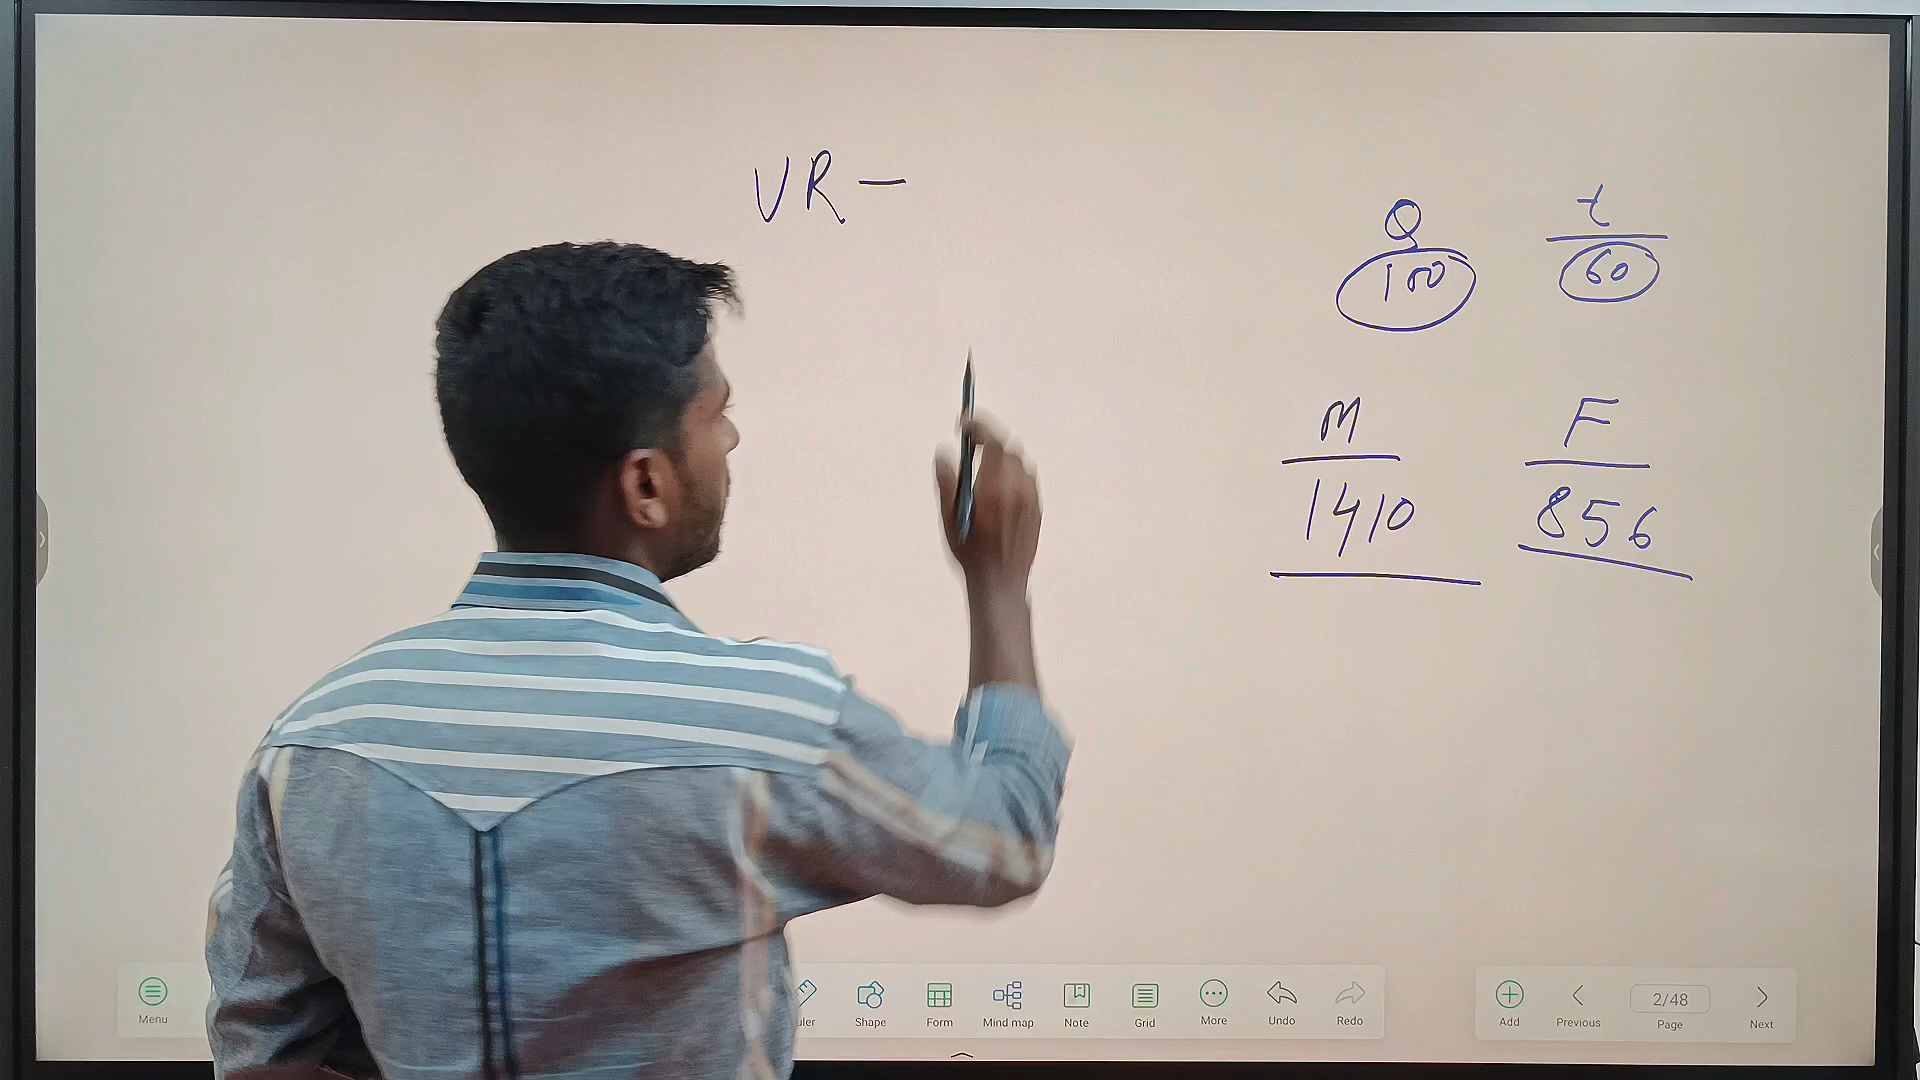 VR -
Q t
100 60
M F
1410 856
Menu
Shape Form Mind map Note Grid More Undo Redo
Add Previous 2/48 Page Next